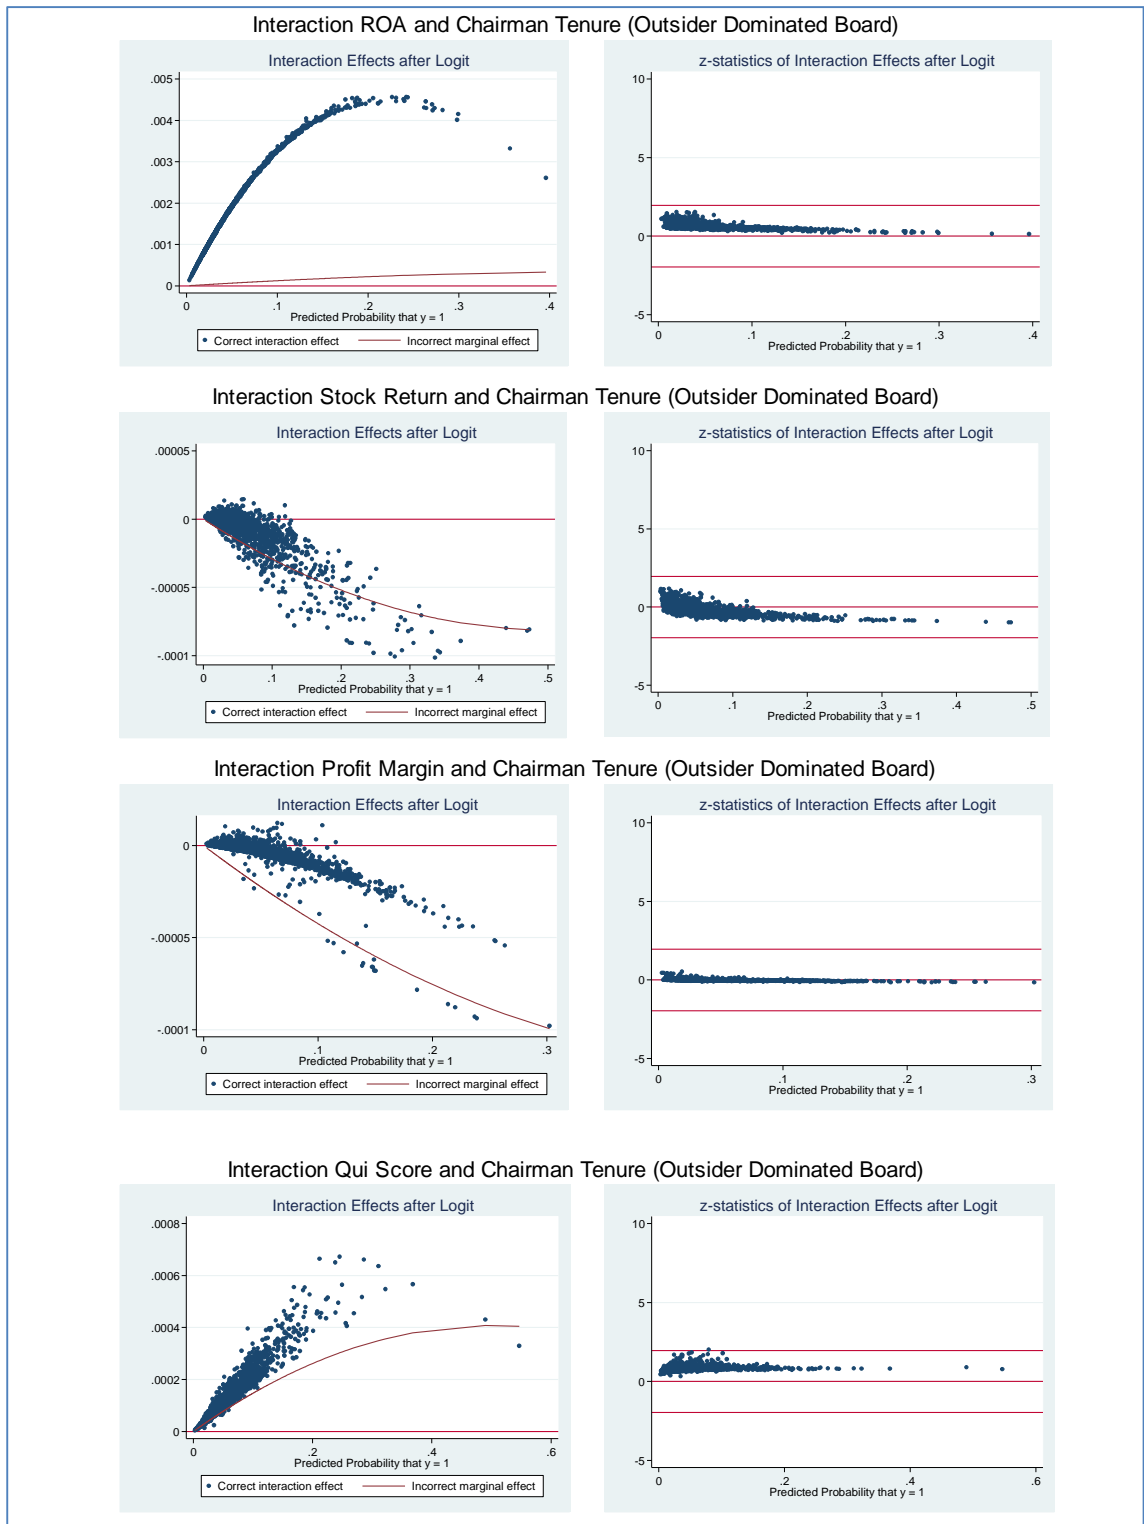 Interaction ROA and Chairman Tenure (Outsider Dominated Board)
Interaction Effects after Logit
.005
.004
.003
.002
.001
0
0 .1 .2 .3 .4
Predicted Probability that y = 1
Correct interaction effect Incorrect marginal effect
z-statistics of Interaction Effects after Logit
10
5
0
-5
0 .1 .2 .3 .4
Predicted Probability that y = 1
Interaction Stock Return and Chairman Tenure (Outsider Dominated Board)
Interaction Effects after Logit
.00005
0
-.00005
-.0001
0 .1 .2 .3 .4 .5
Predicted Probability that y = 1
Correct interaction effect Incorrect marginal effect
z-statistics of Interaction Effects after Logit
10
5
0
-5
0 .1 .2 .3 .4 .5
Predicted Probability that y = 1
Interaction Profit Margin and Chairman Tenure (Outsider Dominated Board)
Interaction Effects after Logit
0
-.00005
-.0001
0 .1 .2 .3
Predicted Probability that y = 1
Correct interaction effect Incorrect marginal effect
z-statistics of Interaction Effects after Logit
10
5
0
-5
0 .1 .2 .3
Predicted Probability that y = 1
Interaction Qui Score and Chairman Tenure (Outsider Dominated Board)
Interaction Effects after Logit
.0008
.0006
.0004
.0002
0
0 .2 .4 .6
Predicted Probability that y = 1
Correct interaction effect Incorrect marginal effect
z-statistics of Interaction Effects after Logit
10
5
0
-5
0 .2 .4 .6
Predicted Probability that y = 1